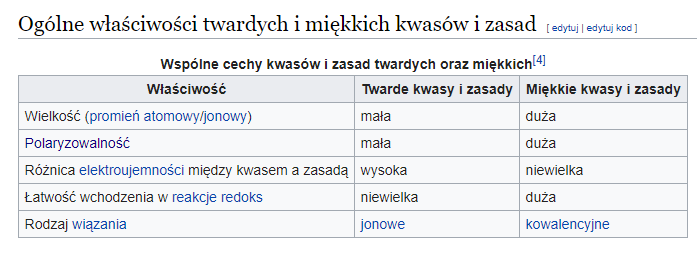 Ogólne właściwości twardych i miękkich kwasów i zasad [ edytuj | edytuj kod ]
Wspólne cechy kwasów i zasad twardych oraz miękkich[4]
Właściwość Twarde kwasy i zasady Miękkie kwasy i zasady
Wielkość (promień atomowy/jonowy) mała duża
Polaryzowalność mała duża
Różnica elektroujemności między kwasem a zasadą wysoka niewielka
Łatwość wchodzenia w reakcje redoks niewielka duża
Rodzaj wiązania jonowe kowalencyjne